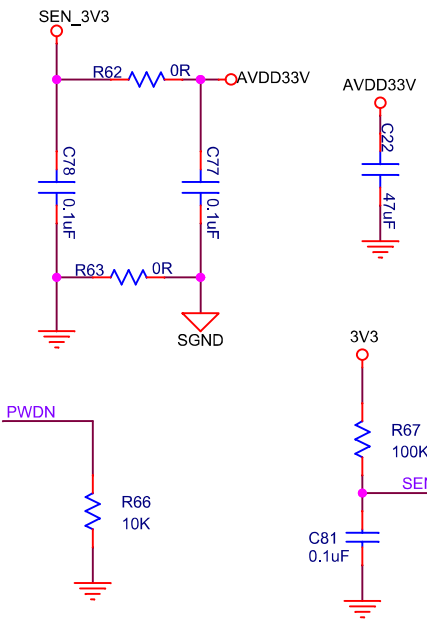 SEN_3V3
R62
0R
AVDD33V
C78
0.1uF
C77
0.1uF
R63
0R
SGND
AVDD33V
C22
47uF
PWDN
R66
10K
3V3
R67
100K
SEN
C81
0.1uF